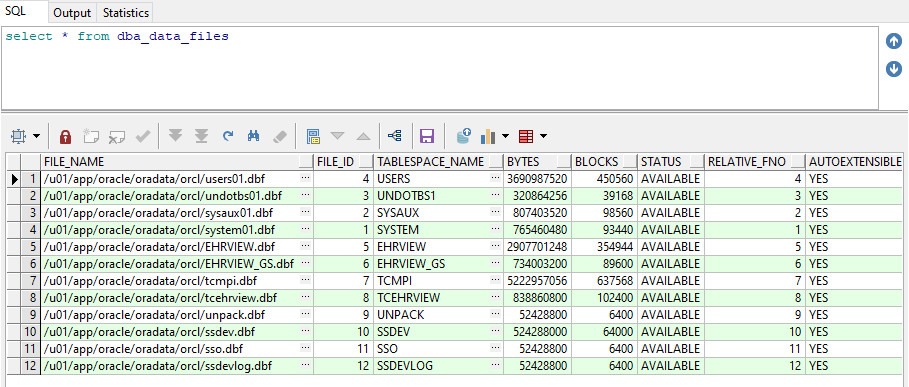 SQL Output Statistics
select * from dba_data_files
FILE_NAME FILE_ID TABLESPACE_NAME BYTES BLOCKS STATUS RELATIVE_FNO AUTOEXTENSIBLE
1 /u01/app/oracle/oradata/orcl/users01.dbf ... 4 USERS ... 3690987520 450560 AVAILABLE 4 YES
2 /u01/app/oracle/oradata/orcl/undotbs01.dbf ... 3 UNDOTBS1 ... 320864256 39168 AVAILABLE 3 YES
3 /u01/app/oracle/oradata/orcl/sysaux01.dbf ... 2 SYSAUX ... 807403520 98560 AVAILABLE 2 YES
4 /u01/app/oracle/oradata/orcl/system01.dbf ... 1 SYSTEM ... 765460480 93440 AVAILABLE 1 YES
5 /u01/app/oracle/oradata/orcl/EHRVIEW.dbf ... 5 EHRVIEW ... 2907701248 354944 AVAILABLE 5 YES
6 /u01/app/oracle/oradata/orcl/EHRVIEW_GS.dbf ... 6 EHRVIEW_GS ... 734003200 89600 AVAILABLE 6 YES
7 /u01/app/oracle/oradata/orcl/tcmpi.dbf ... 7 TCMPI ... 5222957056 637568 AVAILABLE 7 YES
8 /u01/app/oracle/oradata/orcl/tcehrview.dbf ... 8 TCEHRVIEW ... 838860800 102400 AVAILABLE 8 YES
9 /u01/app/oracle/oradata/orcl/unpack.dbf ... 9 UNPACK ... 52428800 6400 AVAILABLE 9 YES
10 /u01/app/oracle/oradata/orcl/ssdev.dbf ... 10 SSDEV ... 524288000 64000 AVAILABLE 10 YES
11 /u01/app/oracle/oradata/orcl/sso.dbf ... 11 SSO ... 52428800 6400 AVAILABLE 11 YES
12 /u01/app/oracle/oradata/orcl/ssdevlog.dbf ... 12 SSDEVLOG ... 52428800 6400 AVAILABLE 12 YES